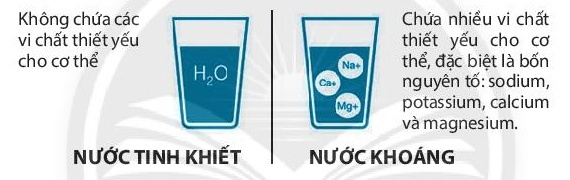 Không chứa các
vi chất thiết yếu
cho cơ thể
H₂O
NƯỚC TINH KHIẾT
Na+
Ca+
Mg+
Chứa nhiều vi chất
thiết yếu cho cơ
thể, đặc biệt là bốn
nguyên tố: sodium,
potassium, calcium
và magnesium.
NƯỚC KHOÁNG